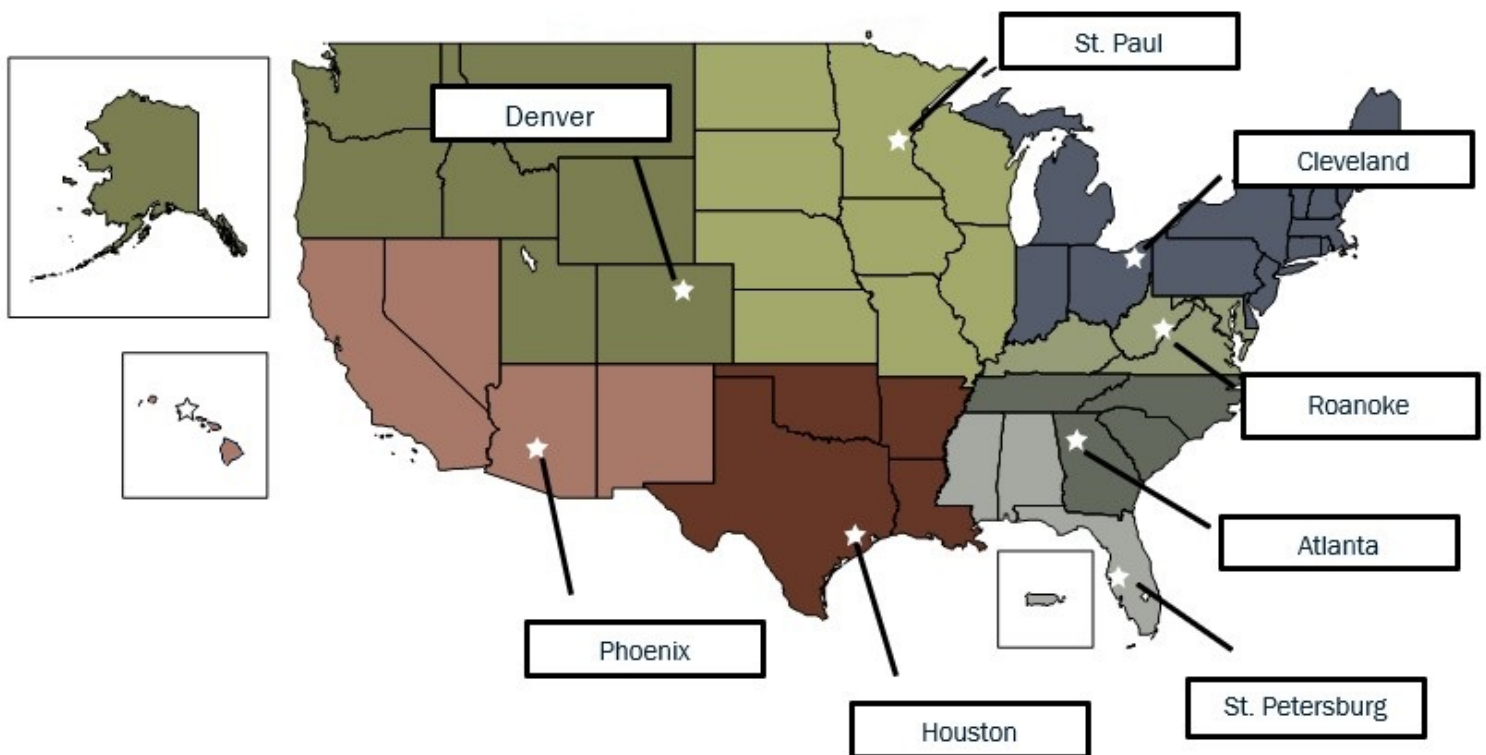 St. Paul
Denver
Cleveland
Roanoke
Atlanta
Phoenix
St. Petersburg
Houston